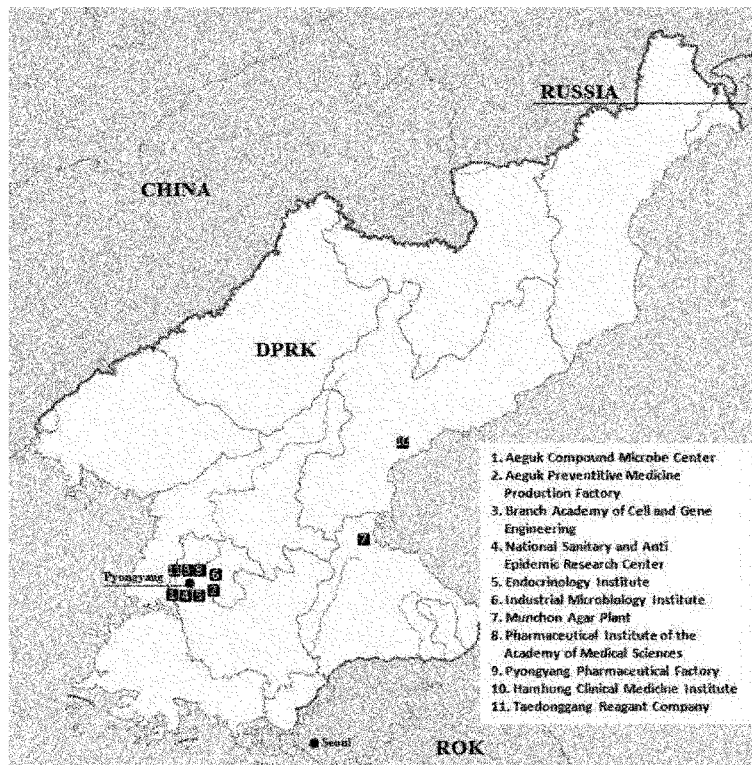 RUSSIA
CHINA
DPRK
10
7
6
Pyongyang
4 5
Seoul
ROK
1. Aeguk Compound Microbe Center
2. Aeguk Preventitive Medicine
Production Factory
3. Branch Academy of Cell and Gene
Engineering
4. National Sanitary and Anti
Epidemic Research Center
5. Endocrinology Institute
6. Industrial Microbiology Institute
7. Munchon Agar Plant
8. Pharmaceutical Institute of the
Academy of Medical Sciences
9. Pyongyang Pharmaceutical Factory
10. Hamhung Clinical Medicine Institute
11. Taedonggang Reagant Company